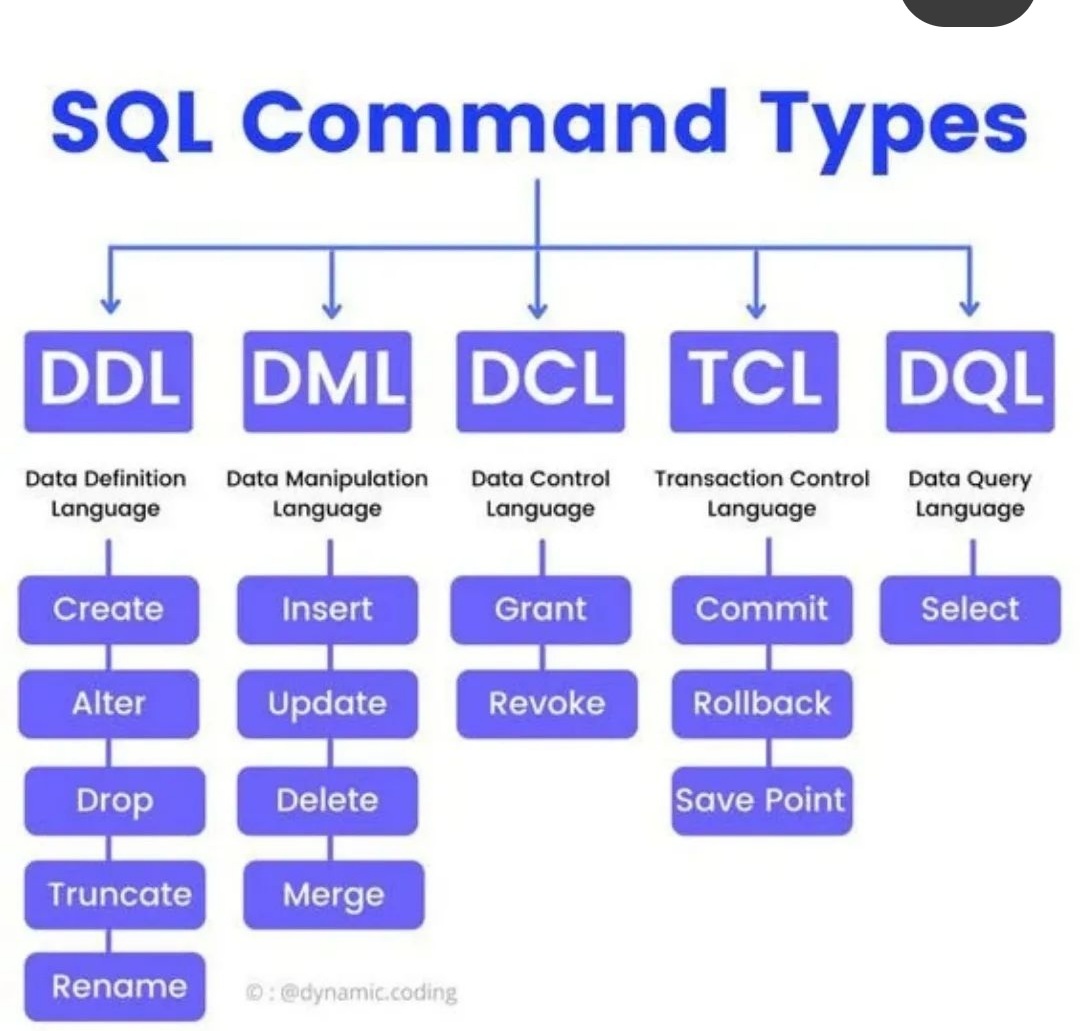 SQL Command Types
DDL
DML
DCL
TCL
DQL
Data Definition
Language
Data Manipulation
Language
Data Control
Language
Transaction Control
Language
Data Query
Language
Create
Insert
Grant
Commit
Select
Alter
Update
Revoke
Rollback
Drop
Delete
Save Point
Truncate
Merge
Rename
© : @dynamic.coding